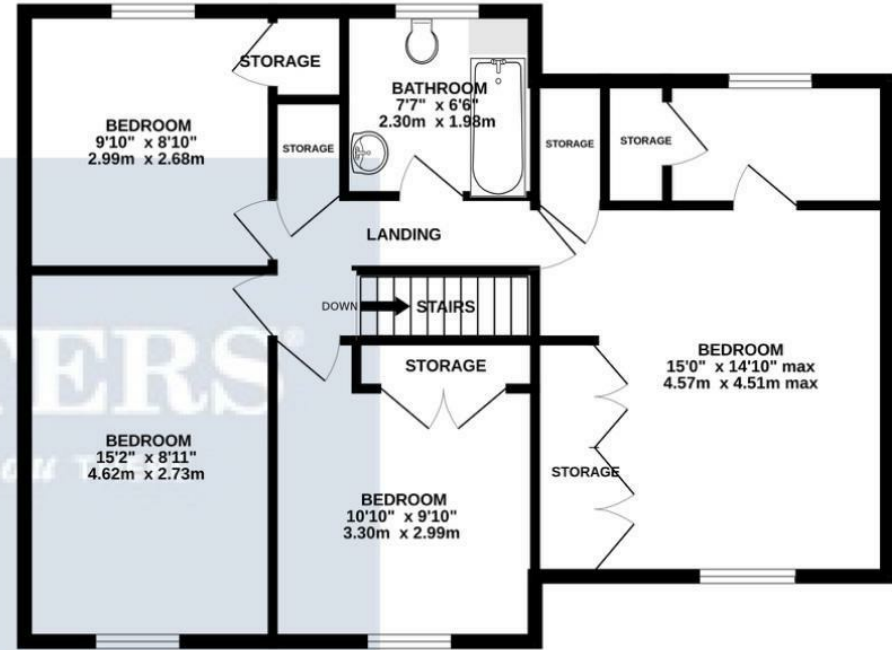 STORAGE
BATHROOM
7'7" x 6'6"
2.30m x 1.98m
BEDROOM
9'10" x 8'10"
2.99m x 2.68m
STORAGE
STORAGE
STORAGE
LANDING
DOWN
STAIRS
STORAGE
BEDROOM
15'0" x 14'10" max
4.57m x 4.51m max
BEDROOM
15'2" x 8'11"
4.62m x 2.73m
STORAGE
BEDROOM
10'10" x 9'10"
3.30m x 2.99m